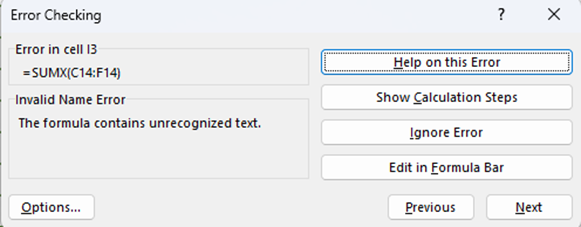 Error Checking
?
Error in cell I3
=SUMX(C14:F14)
Invalid Name Error
The formula contains unrecognized text.
Help on this Error
Show Calculation Steps
Ignore Error
Edit in Formula Bar
Options...
Previous
Next